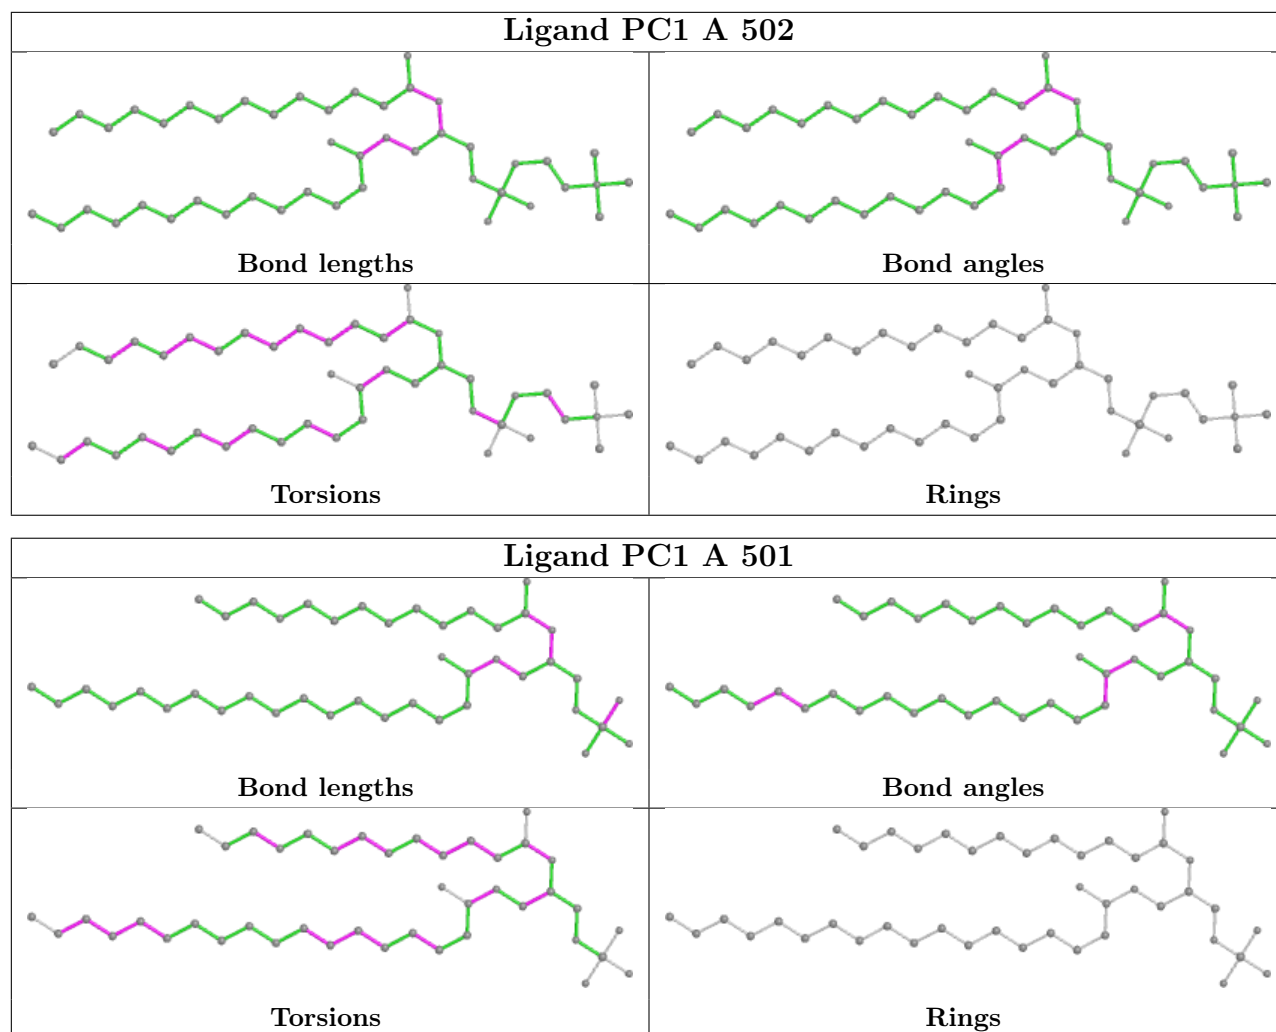 Ligand PC1 A 502
Bond lengths
Bond angles
Torsions
Rings
Ligand PC1 A 501
Bond lengths
Bond angles
Torsions
Rings